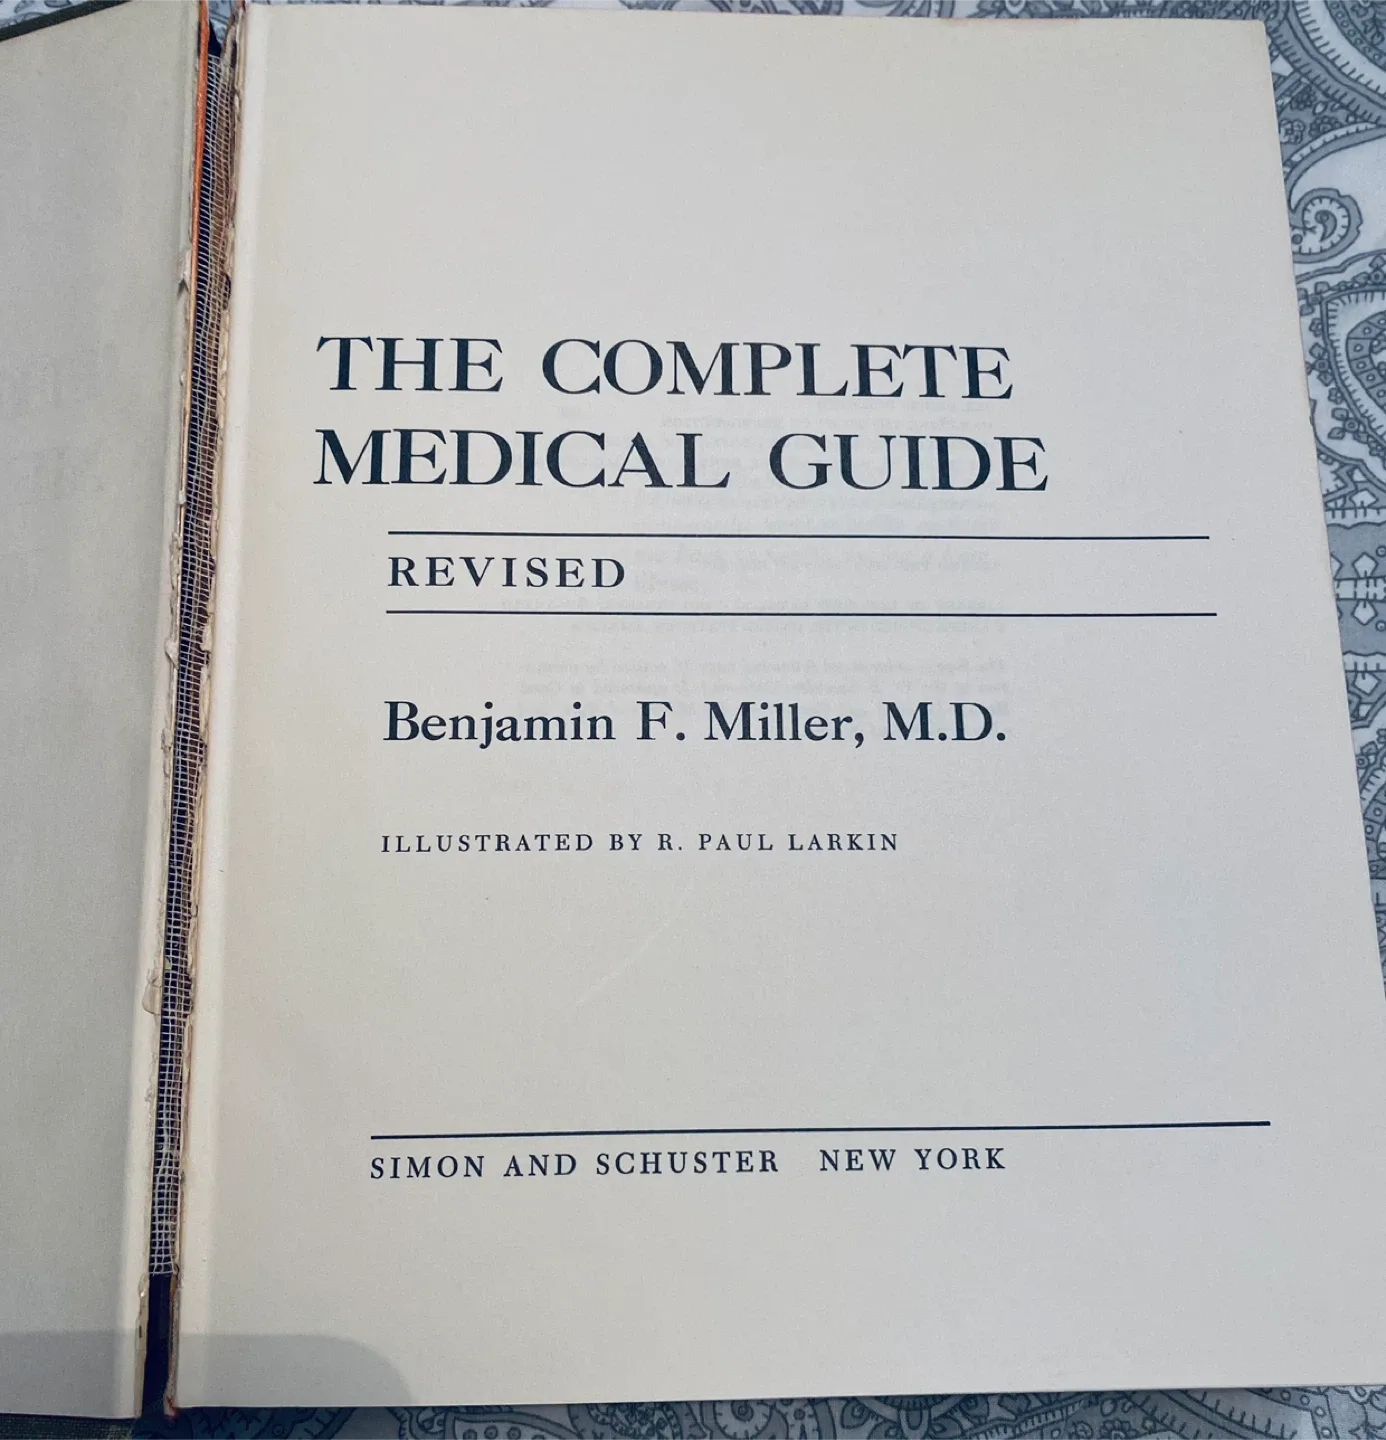 THE COMPLETE
MEDICAL GUIDE
REVISED
Benjamin F. Miller, M.D.
ILLUSTRATED BY R. PAUL LARKIN
SIMON AND SCHUSTER NEW YORK